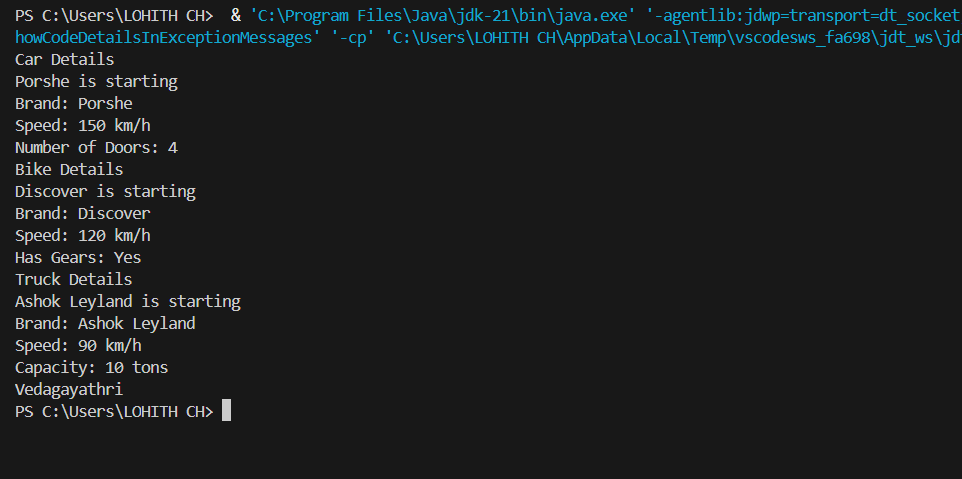 PS C:\Users\LOHITH CH>  & 'C:\Program Files\Java\jdk-21\bin\java.exe' '-agentlib:jdwp=transport=dt_socket
howCodeDetailsInExceptionMessages' '-cp' 'C:\Users\LOHITH CH\AppData\Local\Temp\vscodesws_fa698\jdt_ws\jd
Car Details
Porshe is starting
Brand: Porshe
Speed: 150 km/h
Number of Doors: 4
Bike Details
Discover is starting
Brand: Discover
Speed: 120 km/h
Has Gears: Yes
Truck Details
Ashok Leyland is starting
Brand: Ashok Leyland
Speed: 90 km/h
Capacity: 10 tons
Vedagayathri
PS C:\Users\LOHITH CH>